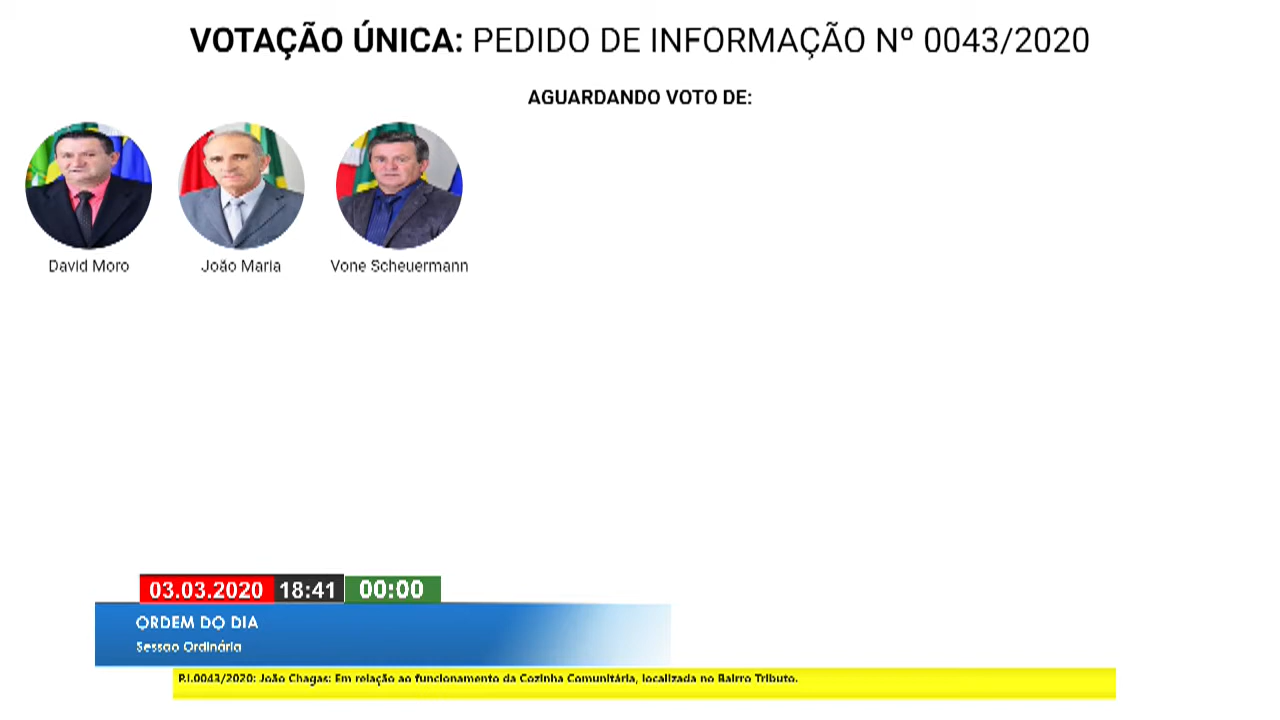 VOTAÇÃO ÚNICA: PEDIDO DE INFORMAÇÃO Nº 0043/2020
AGUARDANDO VOTO DE:
David Moro João Maria Vone Scheuermann
03.03.2020 18:41 00:00
ORDEM DO DIA
Sessao Ordinária
P.I.0043/2020: João Chagas: Em relação ao funcionamento da Cozinha Comunitária, localizada no Bairro Tributo.